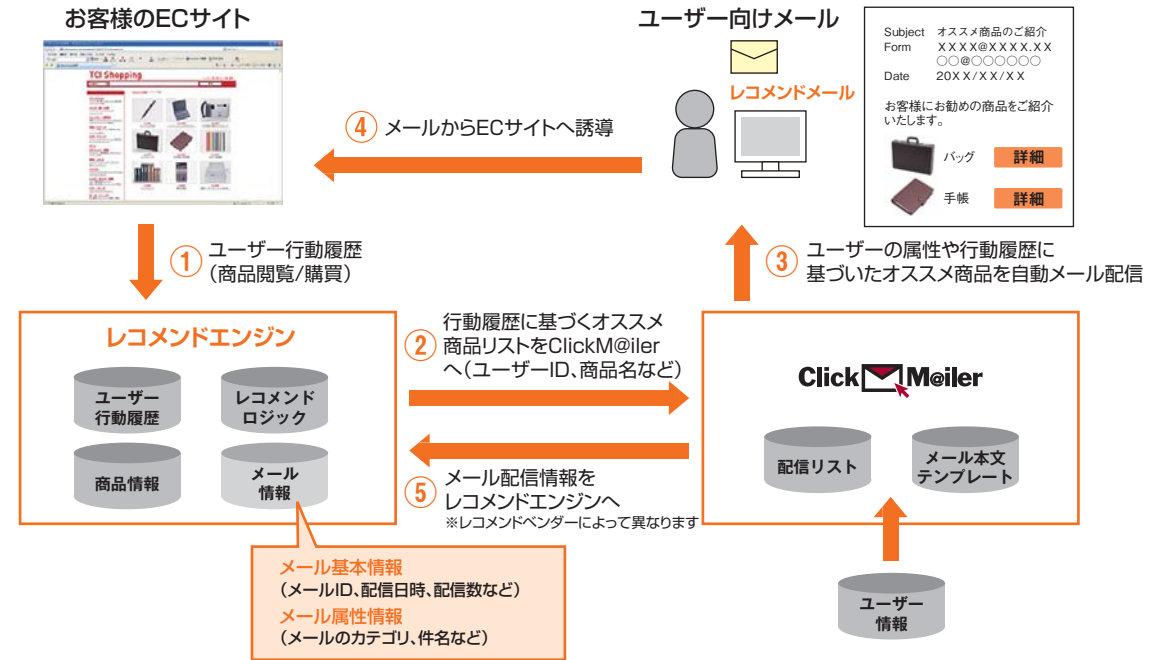 お客様のECサイト
TCI Shopping
ユーザー向けメール
レコメンドメール
Subject オススメ商品のご紹介
Form XXXX@XXXX.XX
○○@○○○○○○
Date 20XX/XX/XX
お客様にお勧めの商品をご紹介
いたします。
バッグ 詳細
手帳 詳細
④ メールからECサイトへ誘導
① ユーザー行動履歴
(商品閲覧/購買)
③ ユーザーの属性や行動履歴に
基づいたオススメ商品を自動メール配信
レコメンドエンジン
ユーザー
行動履歴
レコメンド
ロジック
商品情報
メール
情報
② 行動履歴に基づくオススメ
商品リストをClickM@iler
へ(ユーザーID、商品名など)
⑤ メール配信情報を
レコメンドエンジンへ
※レコメンドベンダーによって異なります
Click M@iler
配信リスト
メール本文
テンプレート
メール基本情報
(メールID、配信日時、配信数など)
メール属性情報
(メールのカテゴリ、件名など)
ユーザー
情報